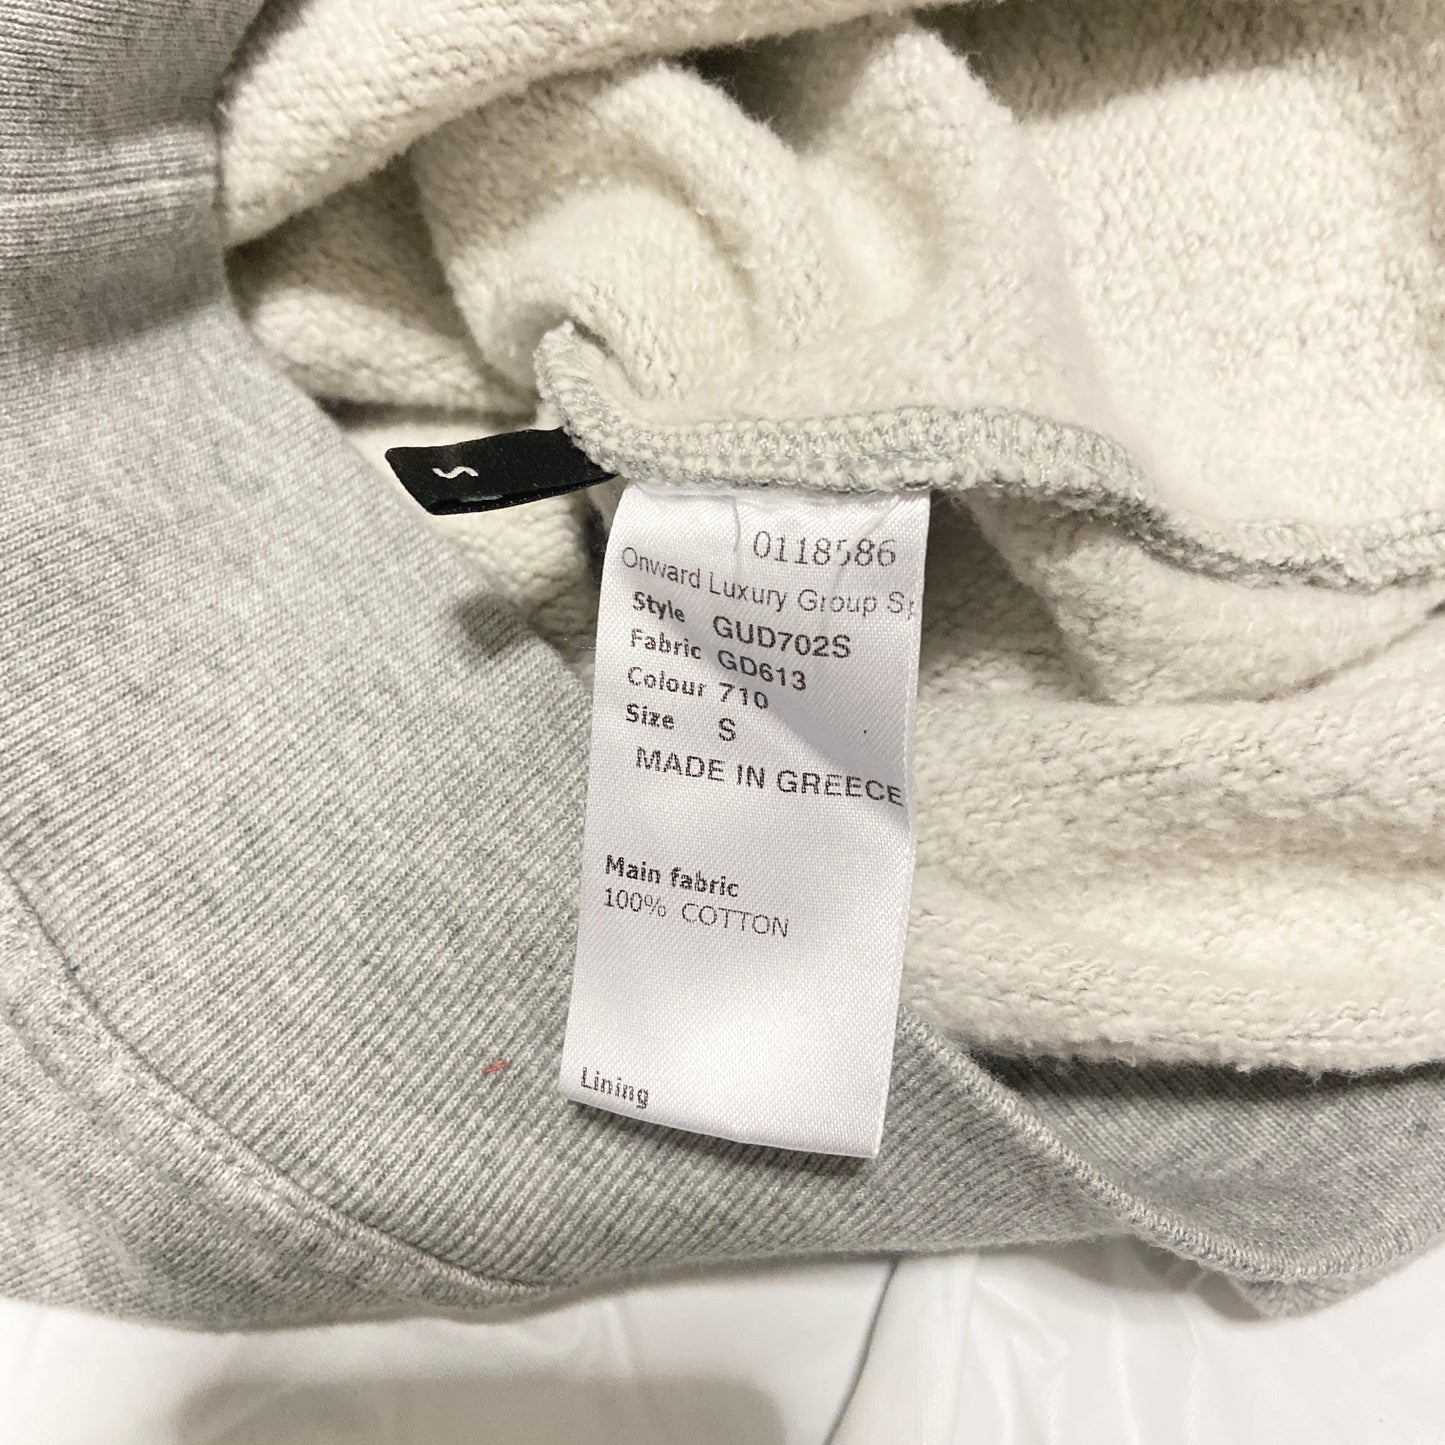 S
0118586
Onward Luxury Group
Style GUD702S
Fabric GD613
Colour 710
Size S
MADE IN GREECE
Main fabric
100% COTTON
Lining